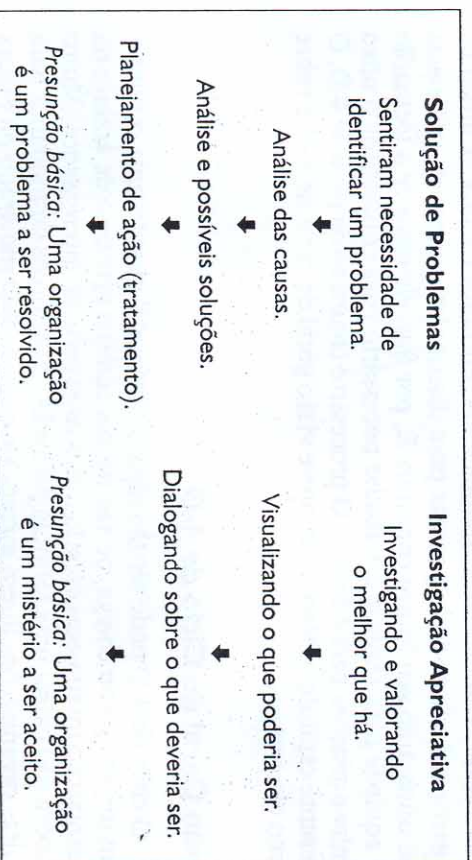 Solução de Problemas
Sentiram necessidade de
identificar um problema.
Análise das causas.
Análise e possíveis soluções.
Planejamento de ação (tratamento).
Presunção básica: Uma organização
é um problema a ser resolvido.
Investigação Apreciativa
Investigando e valorando
o melhor que há.
Visualizando o que poderia ser.
Dialogando sobre o que deveria ser.
Presunção básica: Uma organização
é um mistério a ser aceito.